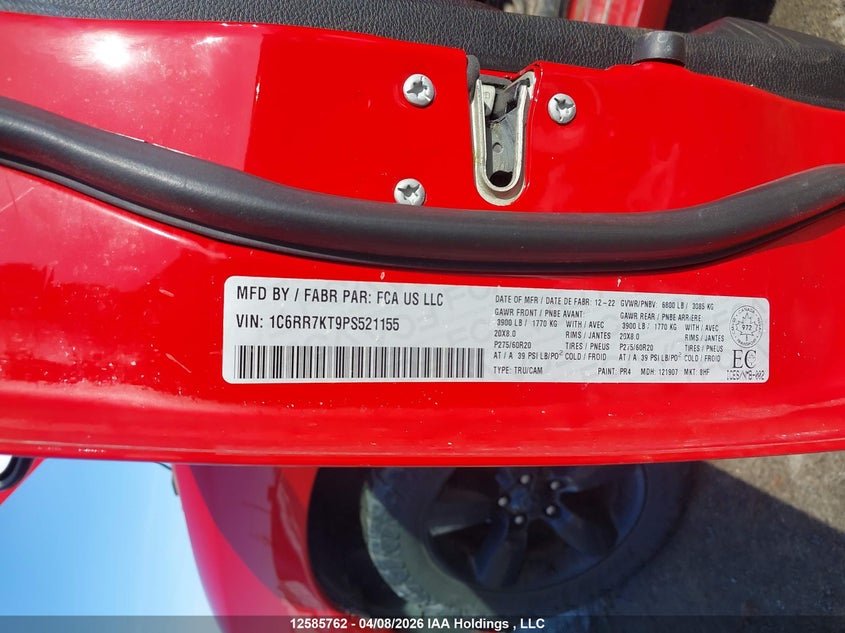 MFD BY / FABR PAR: FCA US LLC
VIN: 1C6RR7KT9PS521155
DATE OF MFR / DATE DE FABR: 12-22 GVWR/PNBV: 6800 LB / 3085 KG
GAWR FRONT / PNBE AVANT: GAWR REAR / PNBE ARRIERE:
3900 LB / 1770 KG WITH / AVEC 3900 LB / 1770 KG WITH / AVEC
20X8.0 RIMS / JANTES 20X8.0 RIMS / JANTES
P275/60R20 TIRES / PNEUS P275/60R20 TIRES / PNEUS
AT / A 39 PSI LB/PO² COLD / FROID AT / A 39 PSI LB/PO² COLD / FROID
TYPE: TRU/CAM PAINT: PR4 MDH: 121907 MKT: 8HF
972
EC
ICEB/NMB-002
12585762 - 04/08/2026 IAA Holdings , LLC